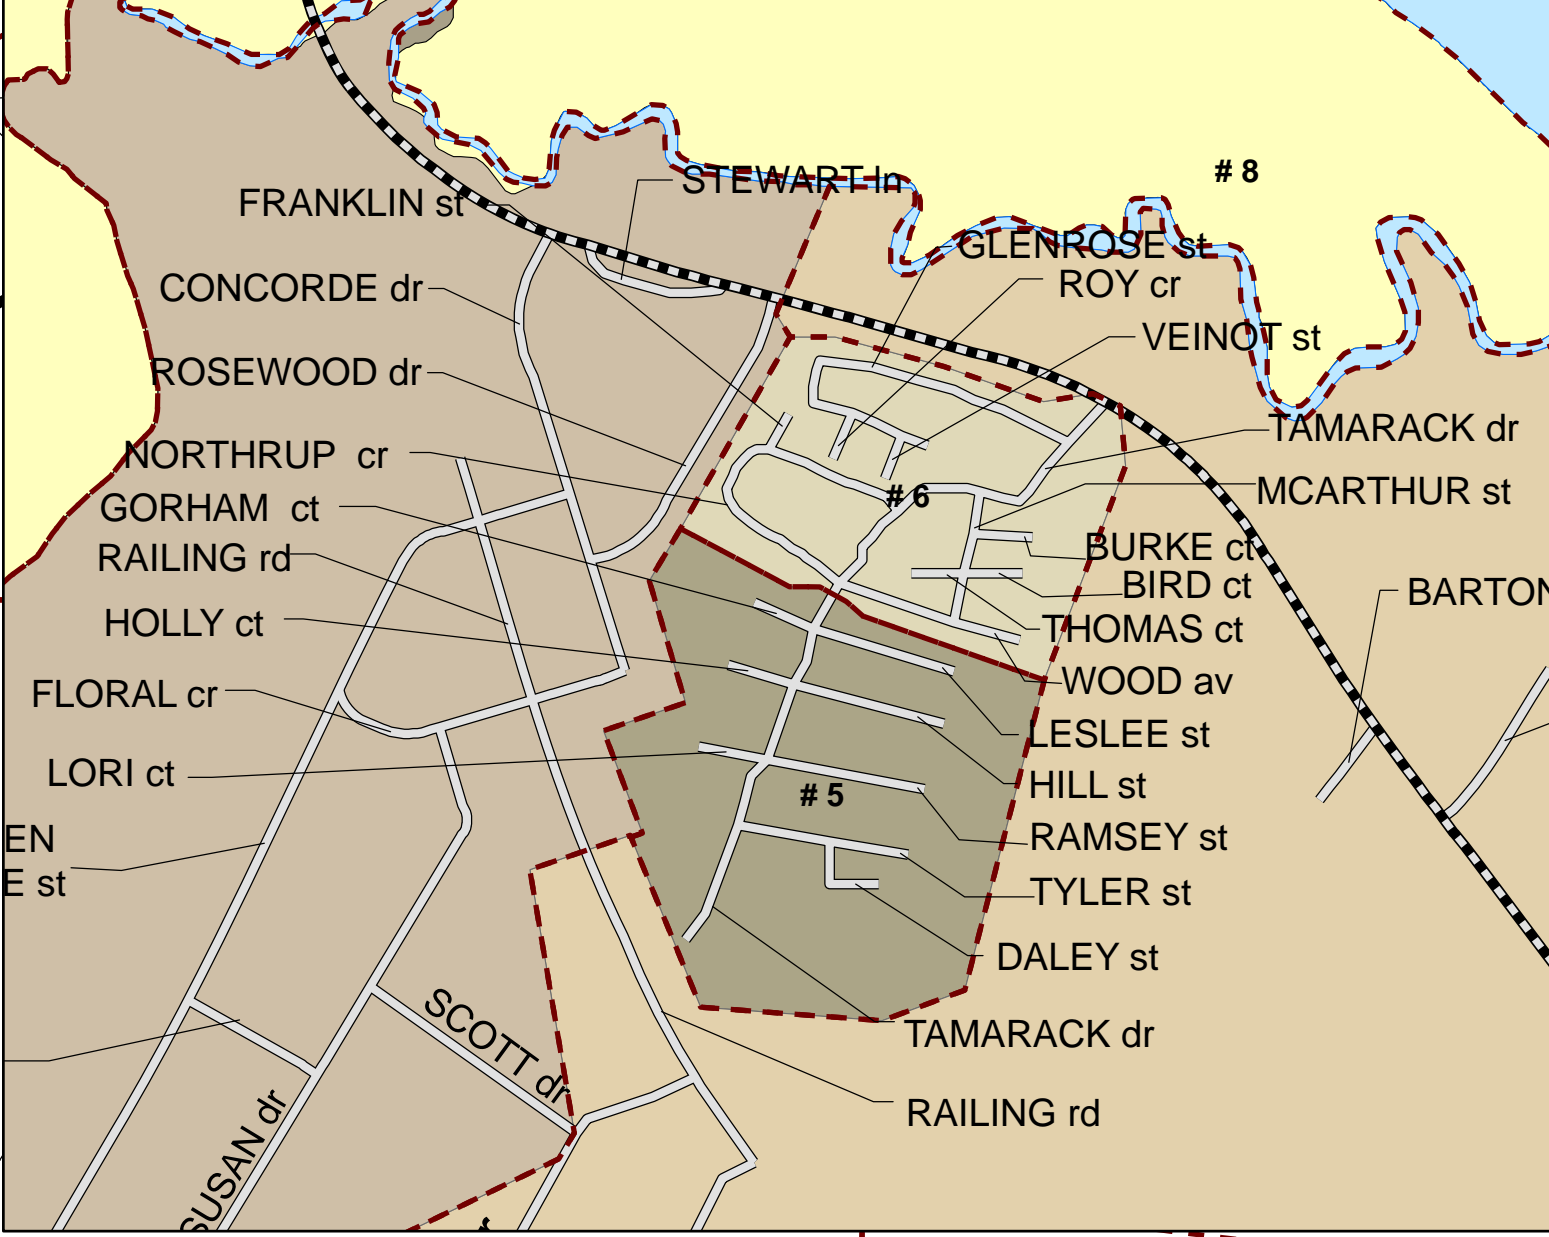 # 8
STEWART ln
FRANKLIN st
GLENROSE st
ROY cr
CONCORDE dr
VEINOT st
ROSEWOOD dr
TAMARACK dr
NORTHRUP cr
# 6
MCARTHUR st
GORHAM ct
BURKE ct
RAILING rd
BIRD ct
BARTON
HOLLY ct
THOMAS ct
WOOD av
FLORAL cr
LESLEE st
LORI ct
HILL st
# 5
EN
E st
RAMSEY st
TYLER st
DALEY st
SCOTT dr
TAMARACK dr
RAILING rd
SUSAN dr